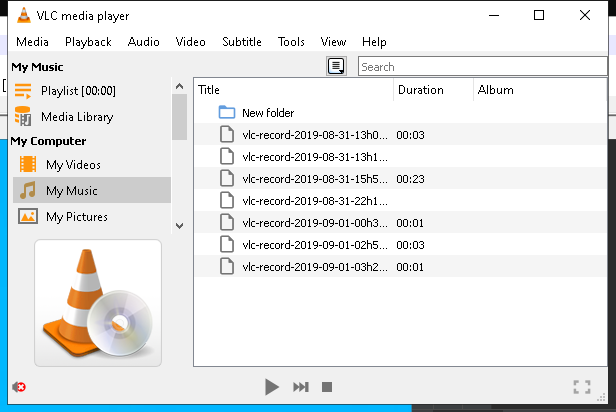 VLC media player
Media Playback Audio Video Subtitle Tools View Help
My Music
Search
Playlist [00:00]
Media Library
My Computer
My Videos
My Music
My Pictures
Title Duration Album
New folder
vlc-record-2019-08-31-13h0... 00:03
vlc-record-2019-08-31-13h1...
vlc-record-2019-08-31-15h5... 00:23
vlc-record-2019-08-31-22h1...
vlc-record-2019-09-01-00h3... 00:01
vlc-record-2019-09-01-02h5... 00:03
vlc-record-2019-09-01-03h2... 00:01